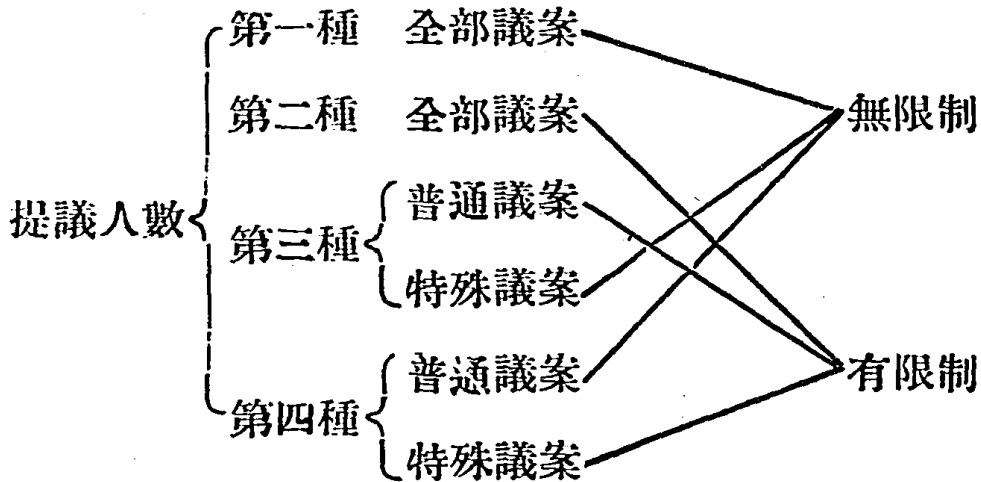 第一種 全部議案
無限制
第二種 全部議案
普通議案
提議人數
第三種
特殊議案
普通議案
有限制
第四種
特殊議案